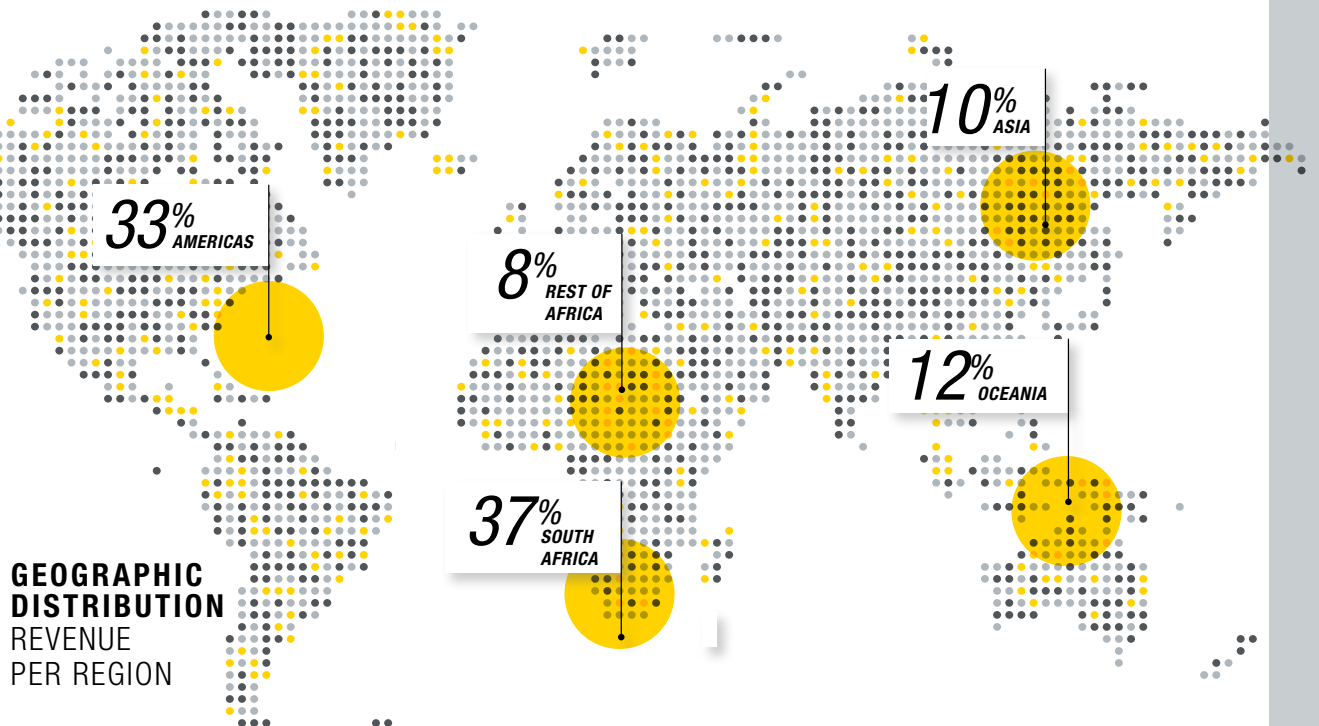 10%
ASIA
33%
AMERICAS
8%
REST OF
AFRICA
12%
OCEANIA
37%
SOUTH
AFRICA
GEOGRAPHIC
DISTRIBUTION
REVENUE
PER REGION